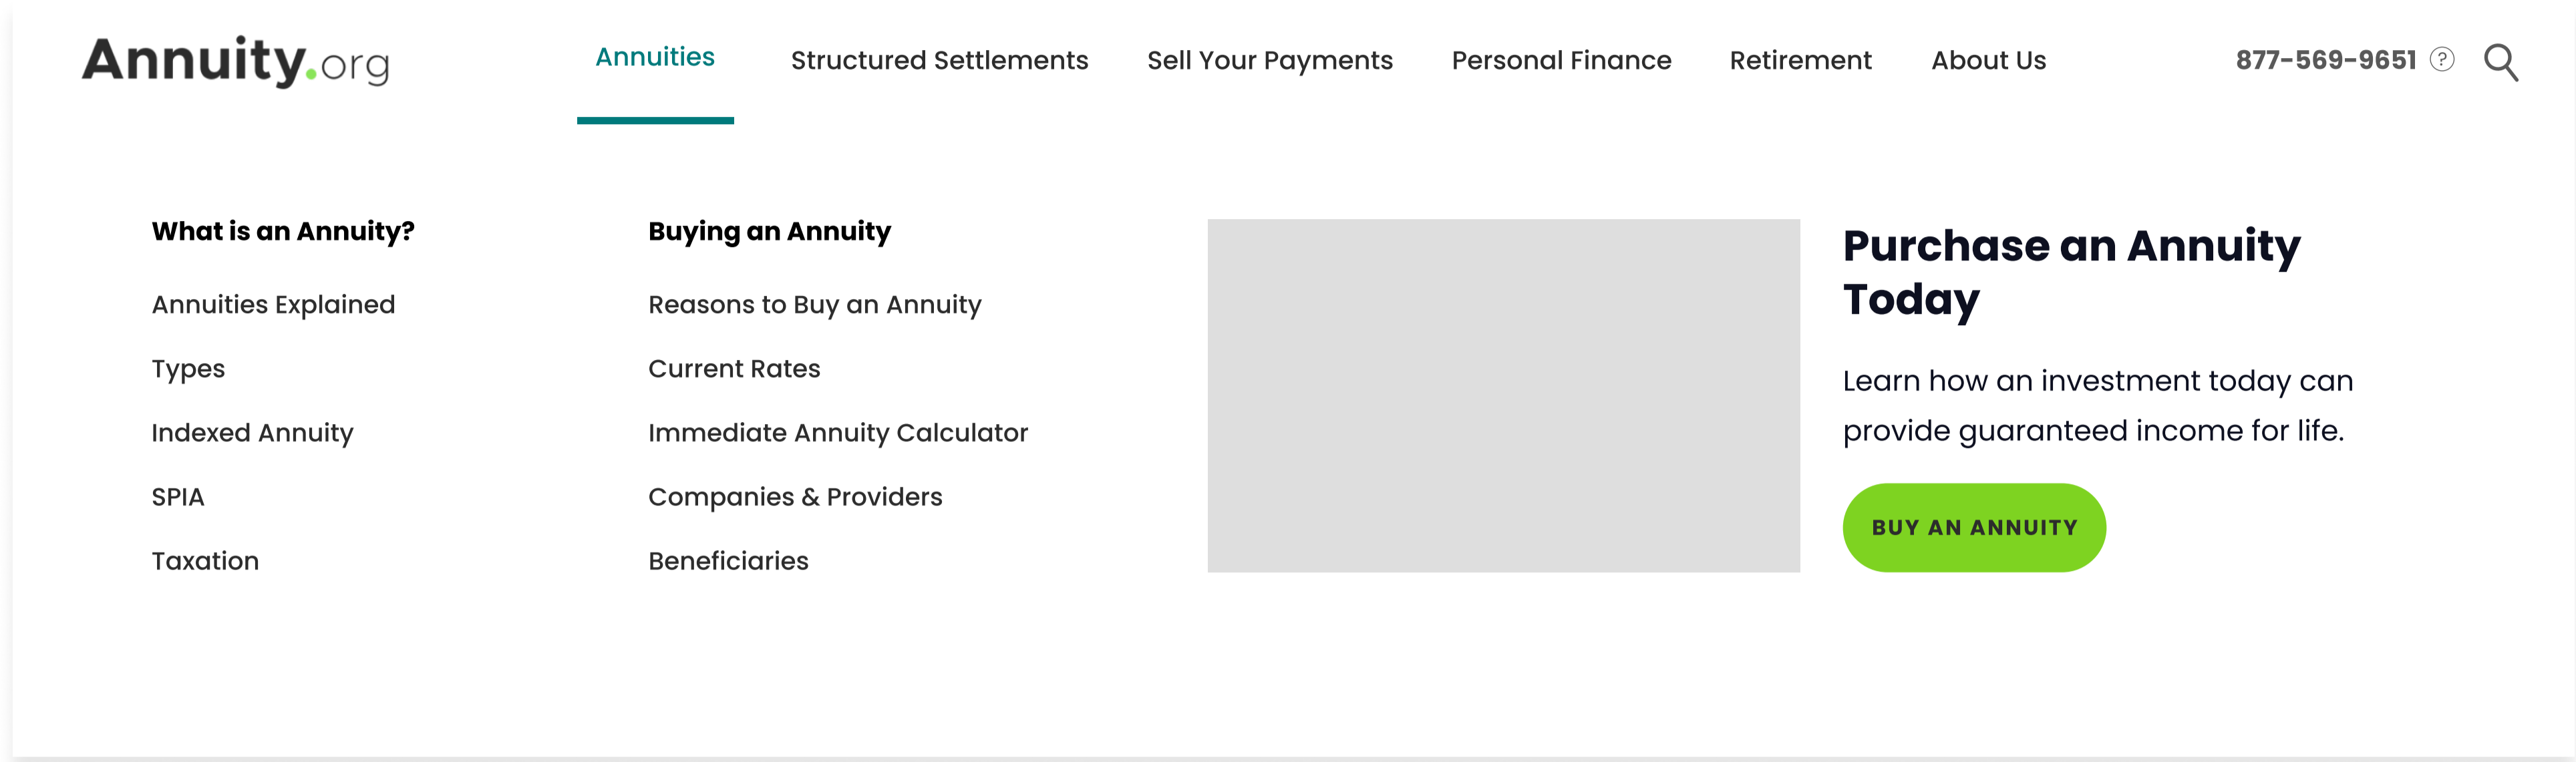 Annuity.org
Annuities
Structured Settlements
Sell Your Payments
Personal Finance
Retirement
About Us
877-569-9651 ?
What is an Annuity?
Annuities Explained
Types
Indexed Annuity
SPIA
Taxation
Buying an Annuity
Reasons to Buy an Annuity
Current Rates
Immediate Annuity Calculator
Companies & Providers
Beneficiaries
Purchase an Annuity
Today
Learn how an investment today can
provide guaranteed income for life.
BUY AN ANNUITY